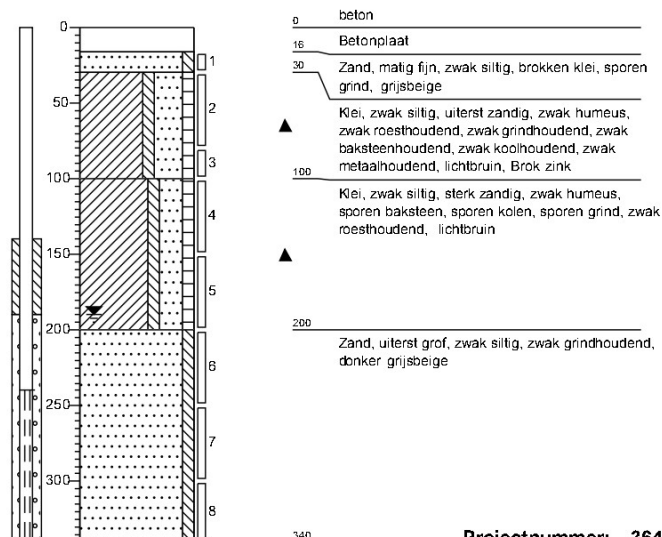 0
50
100
150
200
250
300
1
2
3
4
5
6
7
8
0 beton
16 Betonplaat
30 Zand, matig fijn, zwak siltig, brokken klei, sporen
grind, grijsbeige
Klei, zwak siltig, uiterst zandig, zwak humeus,
zwak roesthoudend, zwak grindhoudend, zwak
baksteenhoudend, zwak koolhoudend, zwak
metaalhoudend, lichtbruin, Brok zink
100
Klei, zwak siltig, sterk zandig, zwak humeus,
sporen baksteen, sporen kolen, sporen grind, zwak
roesthoudend, lichtbruin
200
Zand, uiterst grof, zwak siltig, zwak grindhoudend,
donker grijsbeige
340
Projectnummer: 364